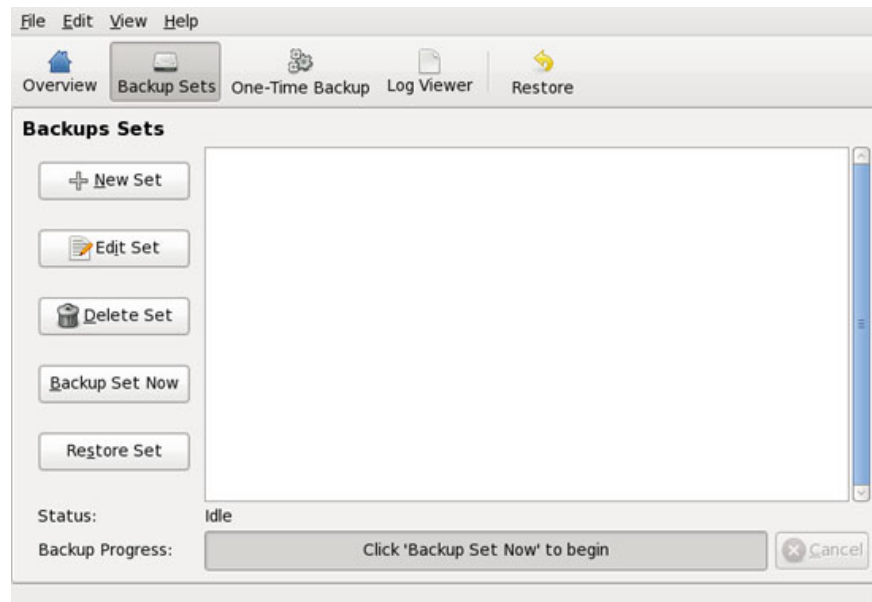 File Edit View Help
Overview Backup Sets One-Time Backup Log Viewer Restore
Backups Sets
New Set
Edit Set
Delete Set
Backup Set Now
Restore Set
Status: Idle
Backup Progress: Click 'Backup Set Now' to begin Cancel